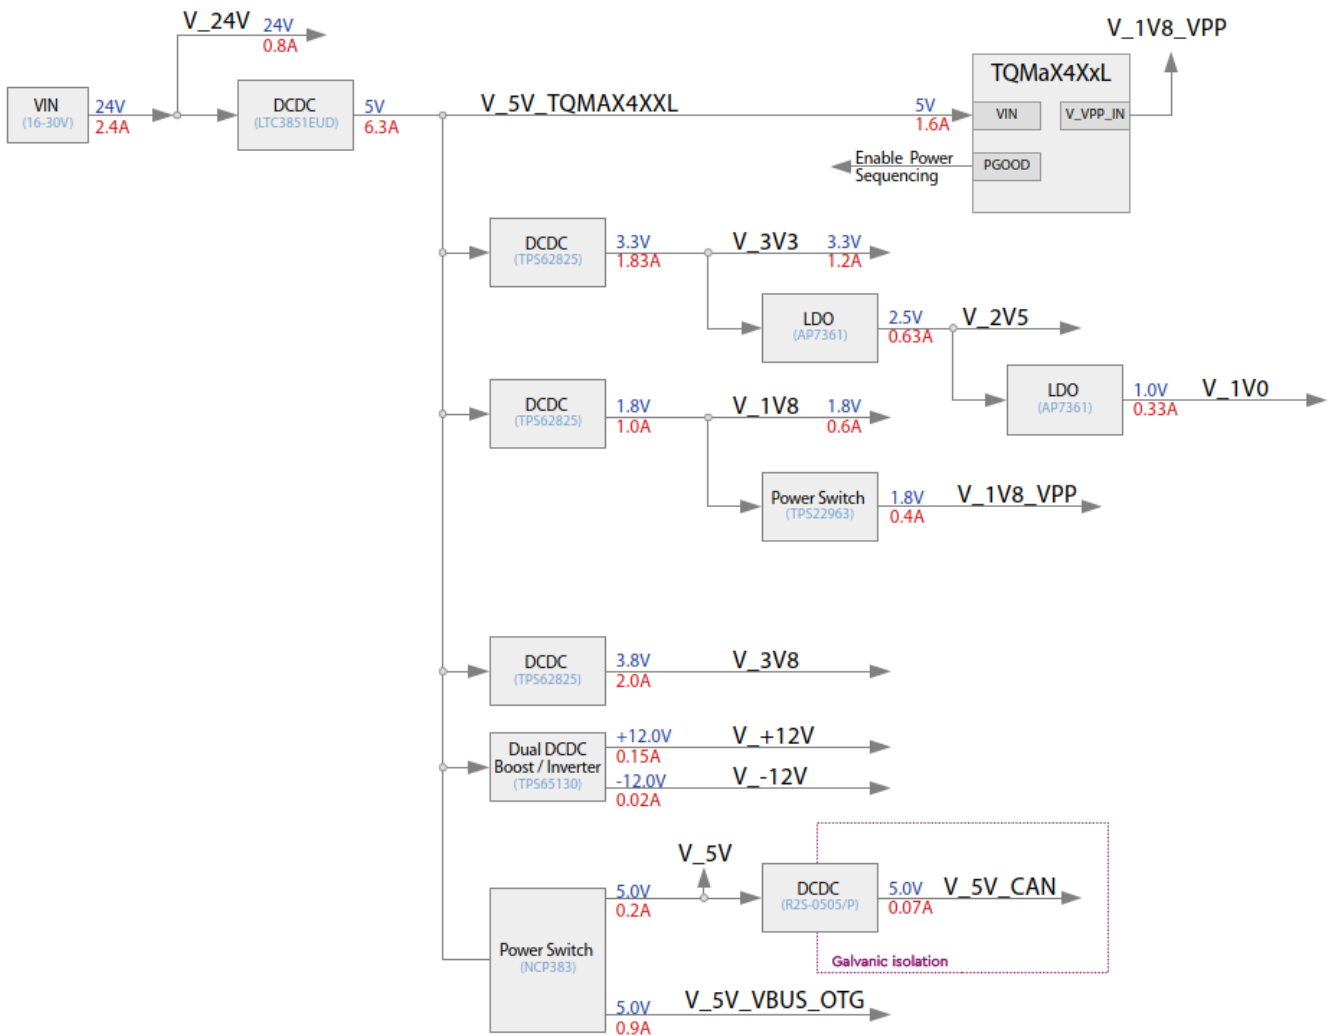 V_24V
24V
0.8A
VIN
(16-30V)
24V
2.4A
DCDC
(LTC3851EUD)
5V
6.3A
V_5V_TQMAX4XXL
5V
1.6A
TQMaX4XxL
VIN
V_VPP_IN
PGOOD
V_1V8_VPP
Enable Power
Sequencing
DCDC
(TPS62825)
3.3V
1.83A
V_3V3
3.3V
1.2A
LDO
(AP7361)
2.5V
0.63A
V_2V5
LDO
(AP7361)
1.0V
0.33A
V_1V0
DCDC
(TPS62825)
1.8V
1.0A
V_1V8
1.8V
0.6A
Power Switch
(TPS22963)
1.8V
0.4A
V_1V8_VPP
DCDC
(TPS62825)
3.8V
2.0A
V_3V8
Dual DCDC
Boost / Inverter
(TPS65130)
+12.0V
0.15A
V_+12V
-12.0V
0.02A
V_-12V
Power Switch
(NCP383)
5.0V
0.2A
V_5V
DCDC
(R2S-0505/P)
5.0V
0.07A
V_5V_CAN
Galvanic isolation
5.0V
0.9A
V_5V_VBUS_OTG